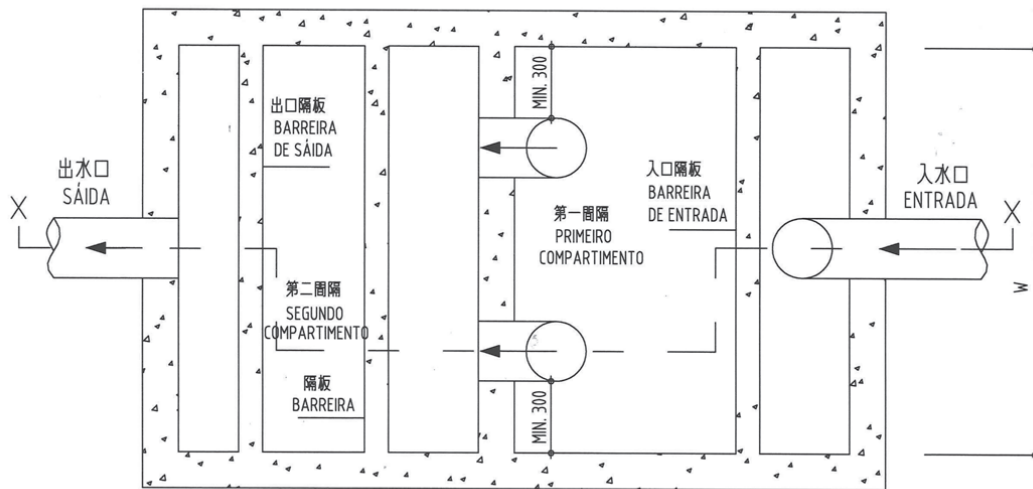 MIN. 300
出口隔板
BARREIRA
DE SÁIDA
出水口
SÁIDA
X
入口隔板
BARREIRA
DE ENTRADA
入水口
ENTRADA
X
第一間隔
PRIMEIRO
COMPARTIMENTO
第二間隔
SEGUNDO
COMPARTIMENTO
W
隔板
BARREIRA
MIN. 300